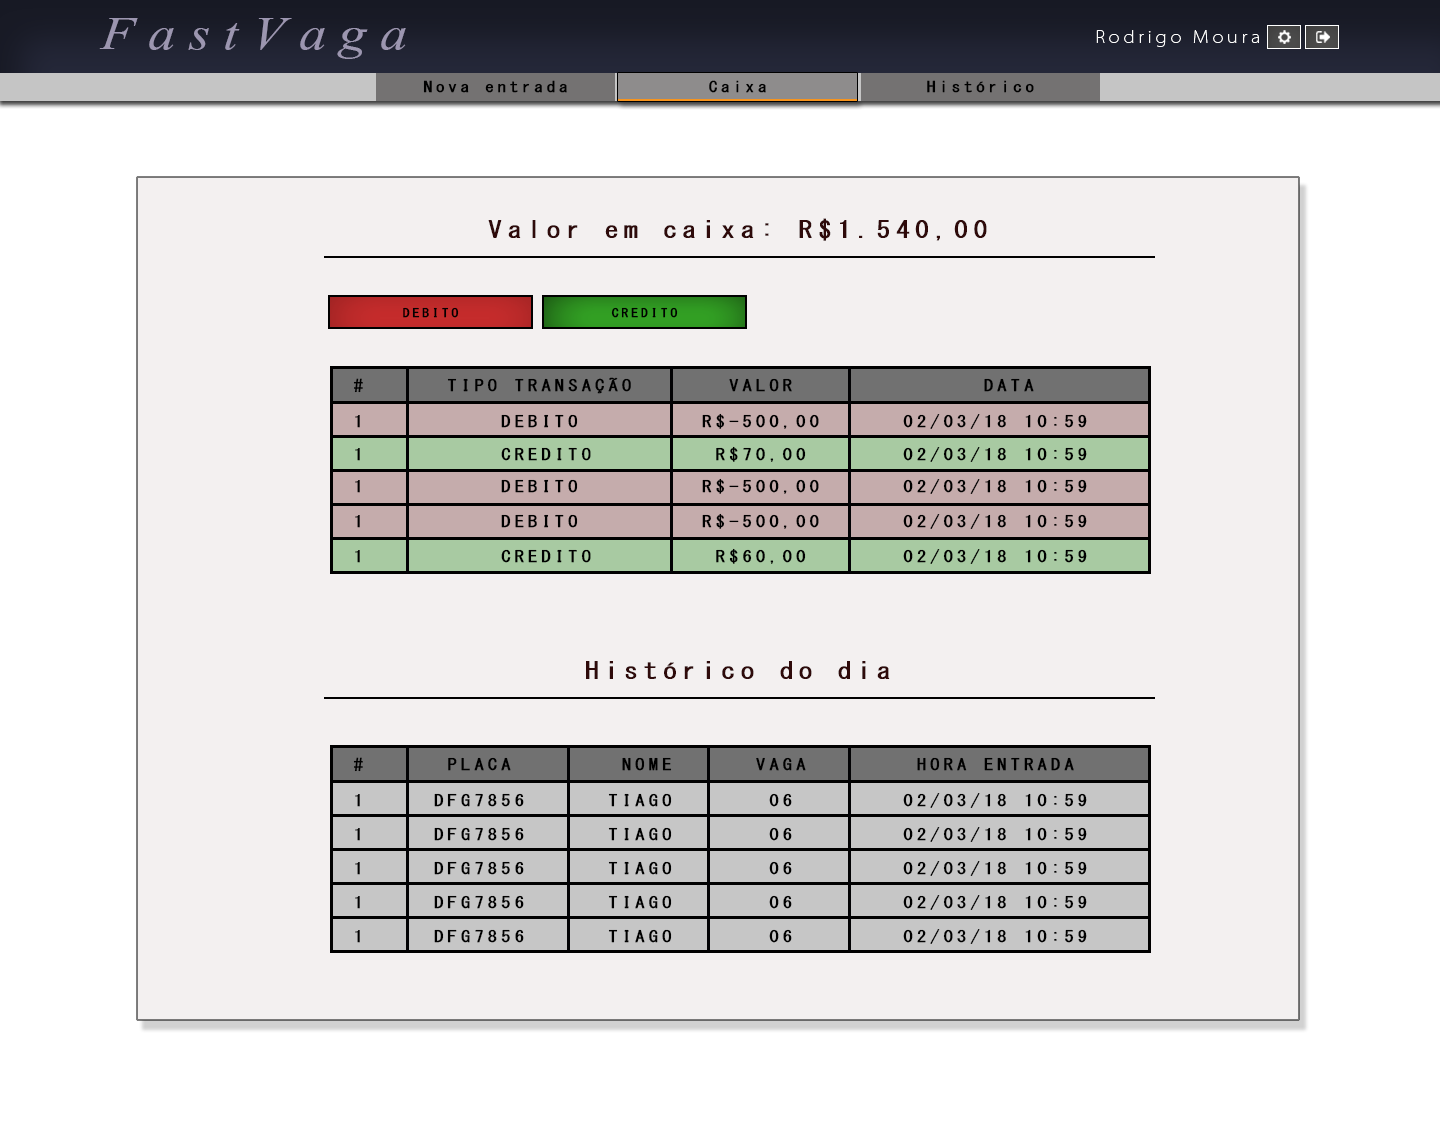 FastVaga
Rodrigo Moura
Nova entrada Caixa Histórico
Valor em caixa: R$1.540,00
DEBITO CREDITO
# TIPO TRANSAÇÃO VALOR DATA
1 DEBITO R$-500,00 02/03/18 10:59
1 CREDITO R$70,00 02/03/18 10:59
1 DEBITO R$-500,00 02/03/18 10:59
1 DEBITO R$-500,00 02/03/18 10:59
1 CREDITO R$60,00 02/03/18 10:59
Histórico do dia
# PLACA NOME VAGA HORA ENTRADA
1 DFG7856 TIAGO 06 02/03/18 10:59
1 DFG7856 TIAGO 06 02/03/18 10:59
1 DFG7856 TIAGO 06 02/03/18 10:59
1 DFG7856 TIAGO 06 02/03/18 10:59
1 DFG7856 TIAGO 06 02/03/18 10:59